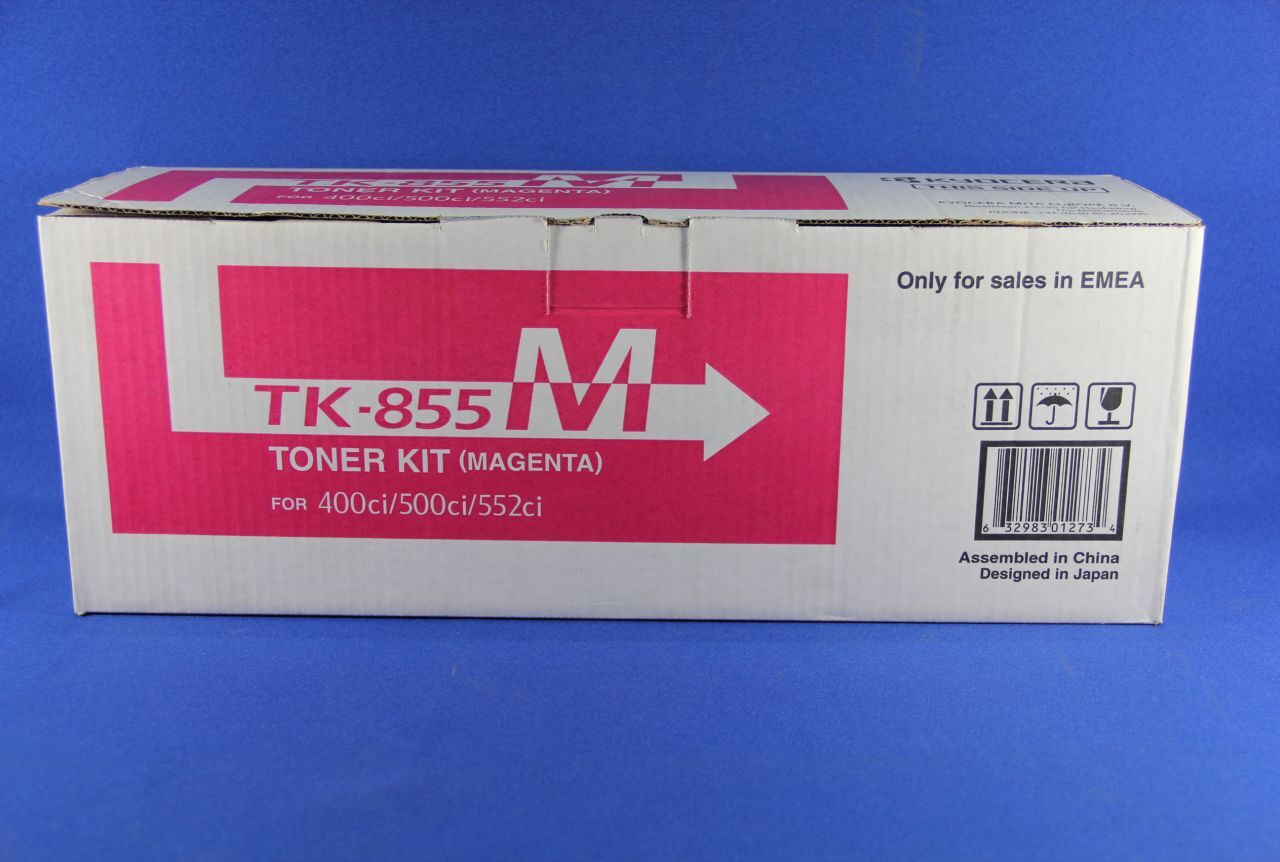 TK-855M
TONER KIT (MAGENTA)
FOR 400ci/500ci/552ci
KYOCERA
THIS SIDE UP
KYOCERA MITA EUROPE B.V.
Only for sales in EMEA
TK-855M
TONER KIT (MAGENTA)
FOR 400ci/500ci/552ci
6 32983 01273 4
Assembled in China
Designed in Japan